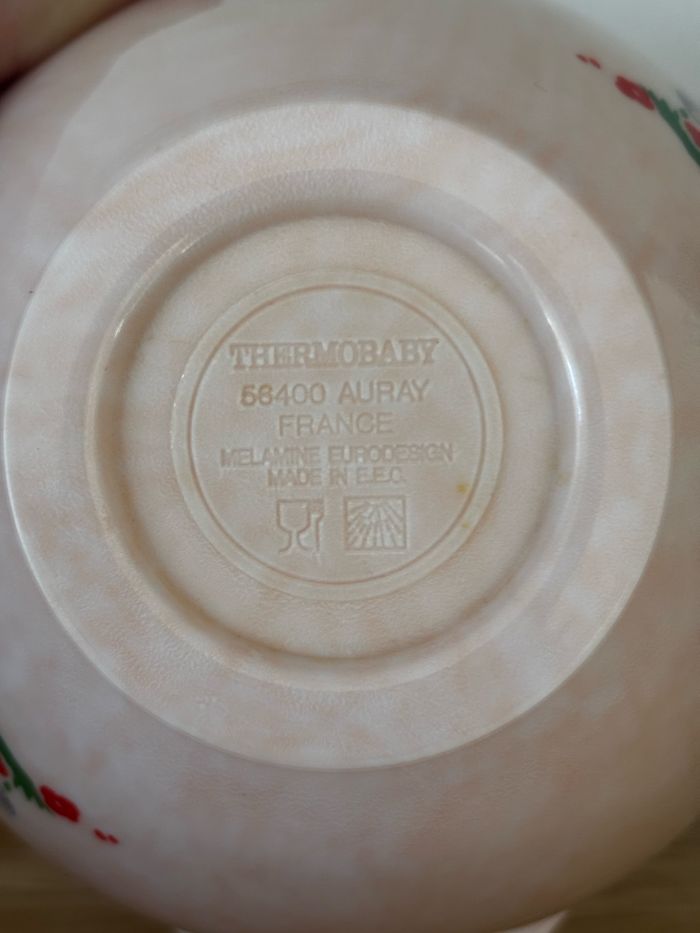 THERMOBABY
56400 AURAY
FRANCE
MELAMINE EURODESIGN
MADE IN E.E.C.